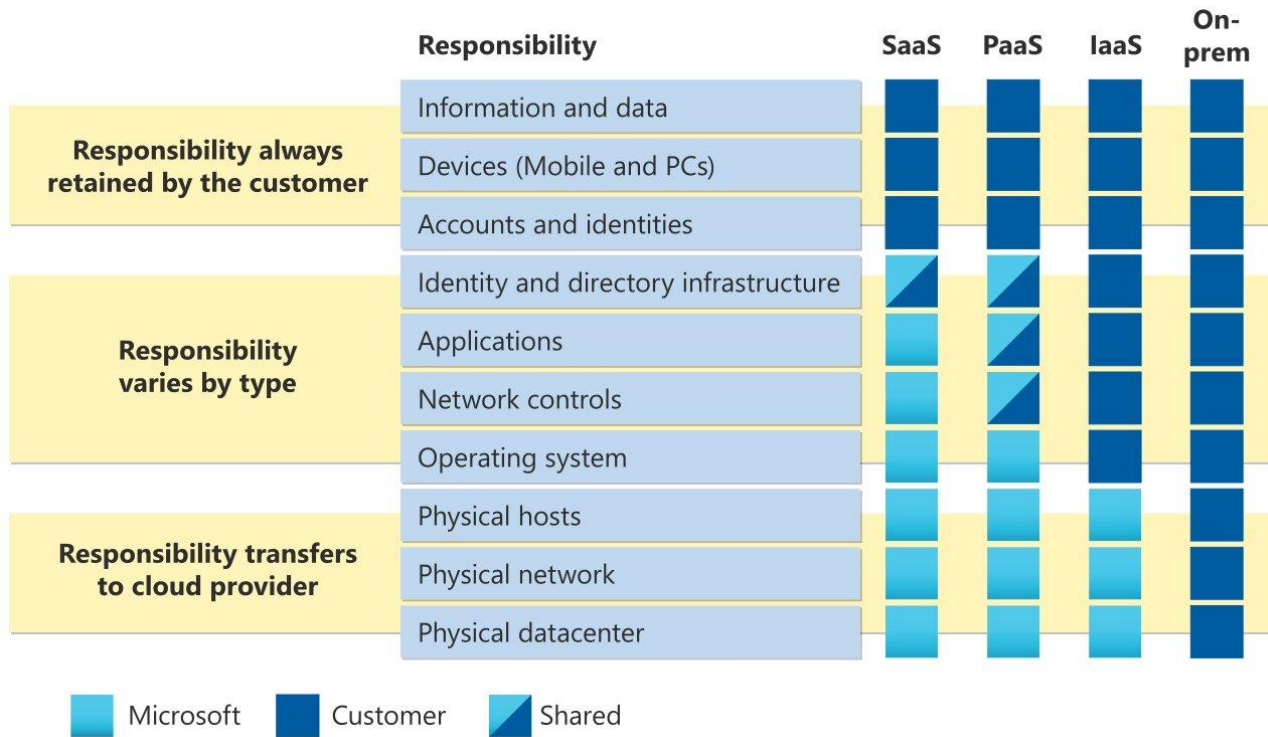 Responsibility SaaS PaaS IaaS On-
prem
Information and data
Responsibility always
retained by the customer
Devices (Mobile and PCs)
Accounts and identities
Identity and directory infrastructure
Responsibility
varies by type
Applications
Network controls
Operating system
Physical hosts
Responsibility transfers
to cloud provider
Physical network
Physical datacenter
Microsoft Customer Shared